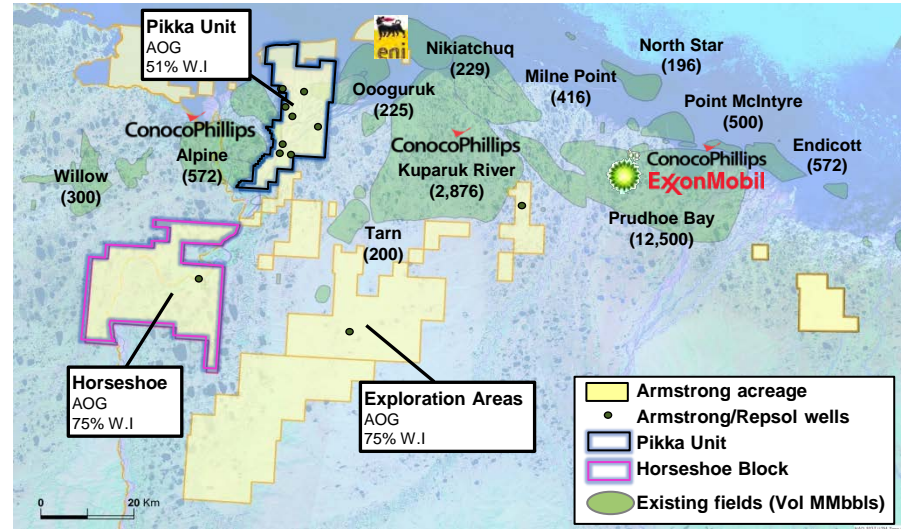 Pikka Unit
AOG
51% W.I
eni
Nikiatchuq
(229)
North Star
(196)
Milne Point
(416)
Oooguruk
(225)
Point McIntyre
(500)
ConocoPhillips
Alpine
(572)
ConocoPhillips
Kuparuk River
(2,876)
ConocoPhillips
ExxonMobil
Endicott
(572)
Willow
(300)
Prudhoe Bay
(12,500)
Tarn
(200)
Horseshoe
AOG
75% W.I
Exploration Areas
AOG
75% W.I
Armstrong acreage
Armstrong/Repsol wells
Pikka Unit
Horseshoe Block
Existing fields (Vol MMbbls)
0 20 Km